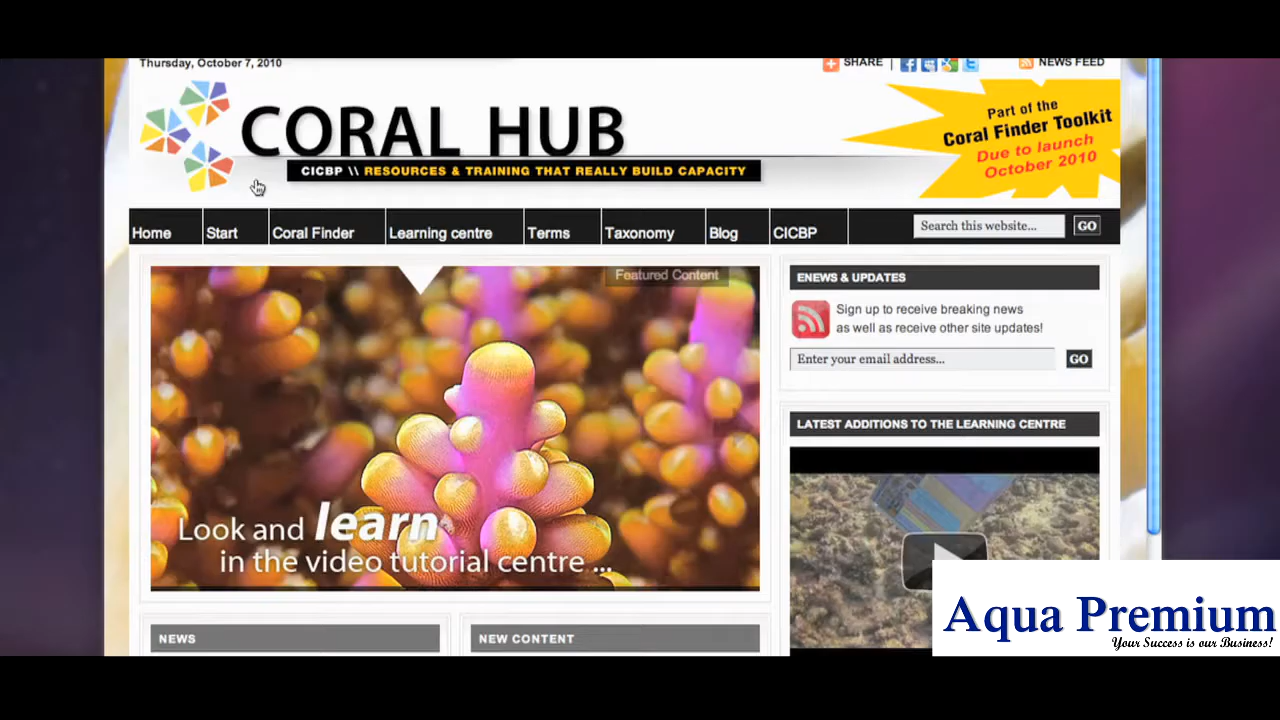 Thursday, October 7, 2010
SHARE |
NEWS FEED
CORAL HUB
CICBP \\ RESOURCES & TRAINING THAT REALLY BUILD CAPACITY
Part of the
Coral Finder Toolkit
Due to launch
October 2010
Home Start Coral Finder Learning centre Terms Taxonomy Blog CICBP
Search this website... GO
Featured Content
Look and learn
in the video tutorial centre ...
ENEWS & UPDATES
Sign up to receive breaking news
as well as receive other site updates!
Enter your email address... GO
LATEST ADDITIONS TO THE LEARNING CENTRE
NEWS
NEW CONTENT
Aqua Premium
Your Success is our Business!